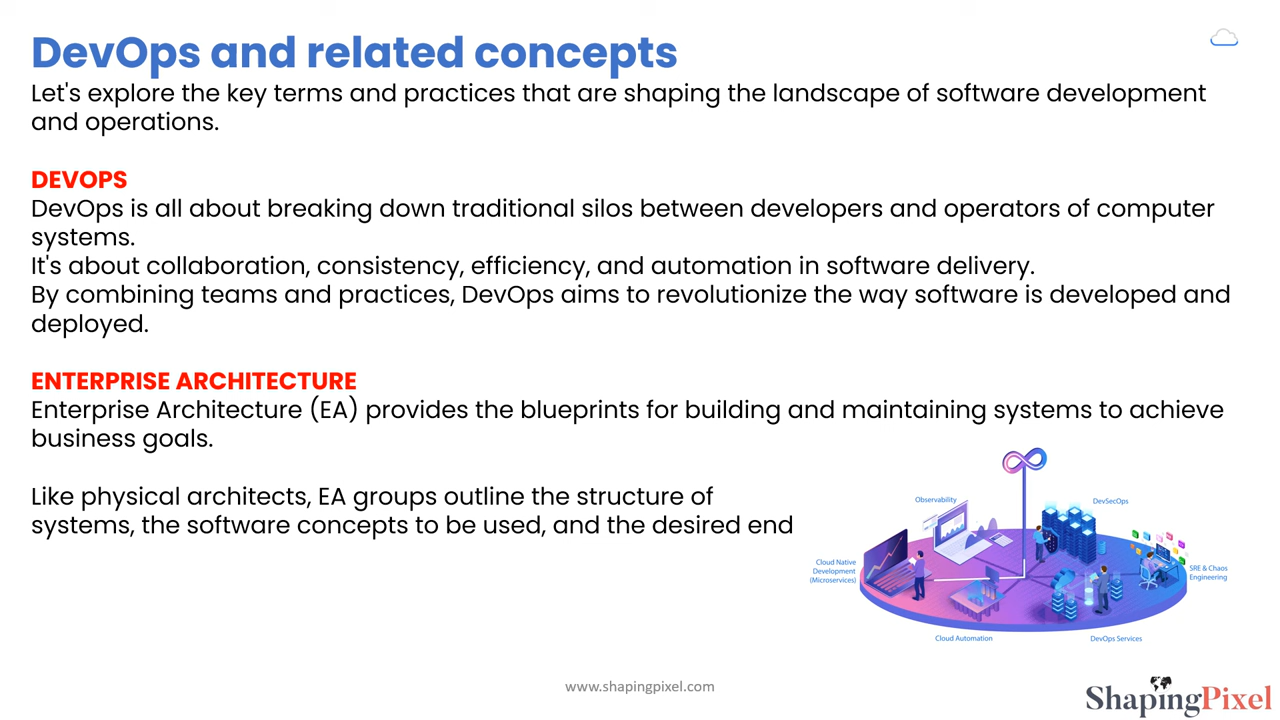 DevOps and related concepts
Let's explore the key terms and practices that are shaping the landscape of software development
and operations.
DEVOPS
DevOps is all about breaking down traditional silos between developers and operators of computer
systems.
It's about collaboration, consistency, efficiency, and automation in software delivery.
By combining teams and practices, DevOps aims to revolutionize the way software is developed and
deployed.
ENTERPRISE ARCHITECTURE
Enterprise Architecture (EA) provides the blueprints for building and maintaining systems to achieve
business goals.
Like physical architects, EA groups outline the structure of
systems, the software concepts to be used, and the desired end
Observability
DevSecOps
Cloud Native
Development
(Microservices)
SRE & Chaos
Engineering
Cloud Automation
DevOps Services
www.shapingpixel.com
ShapingPixel